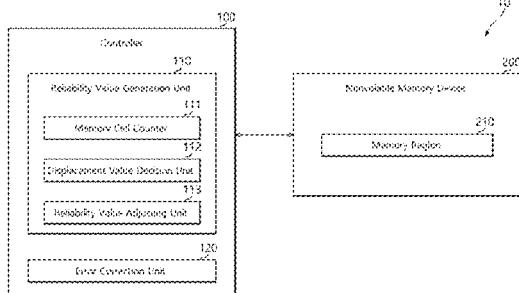 10
100
Controller
110
Reliability Value Generation Unit
111
Memory Cell Counter
112
Displacement Value Decision Unit
113
Reliability Value Adjusting Unit
120
Error Correction Unit
200
Nonvolatile Memory Device
210
Memory Region